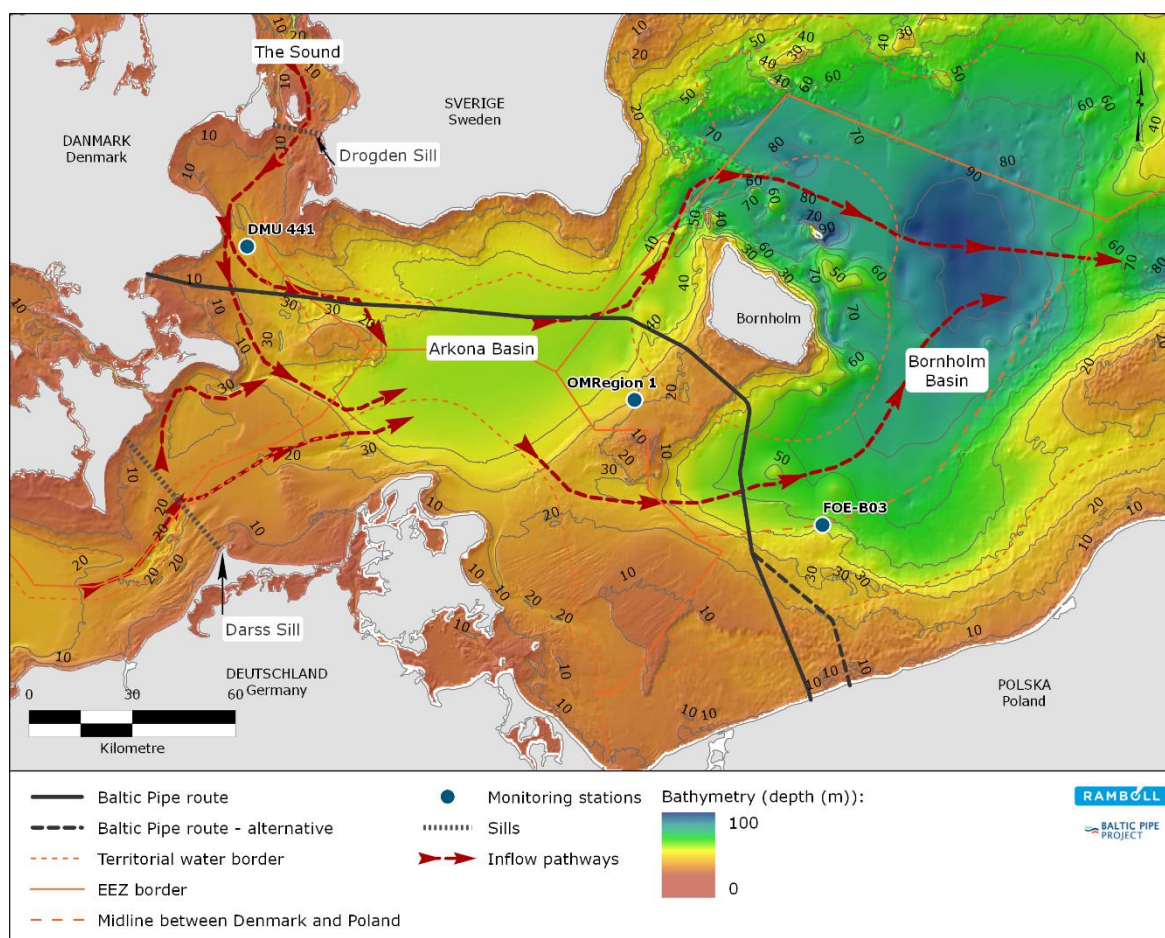 The Sound
SVERIGE
Sweden
DANMARK
Denmark
Drogden Sill
DMU 441
Arkona Basin
Bornholm
OMRegion 1
Bornholm
Basin
FOE-B03
Darss Sill
DEUTSCHLAND
Germany
POLSKA
Poland
N
0 30 60
Kilometre
Baltic Pipe route
Baltic Pipe route - alternative
Territorial water border
EEZ border
Midline between Denmark and Poland
Monitoring stations
Sills
Inflow pathways
Bathymetry (depth (m)):
100
0
RAMBOLL
BALTIC PIPE
PROJECT